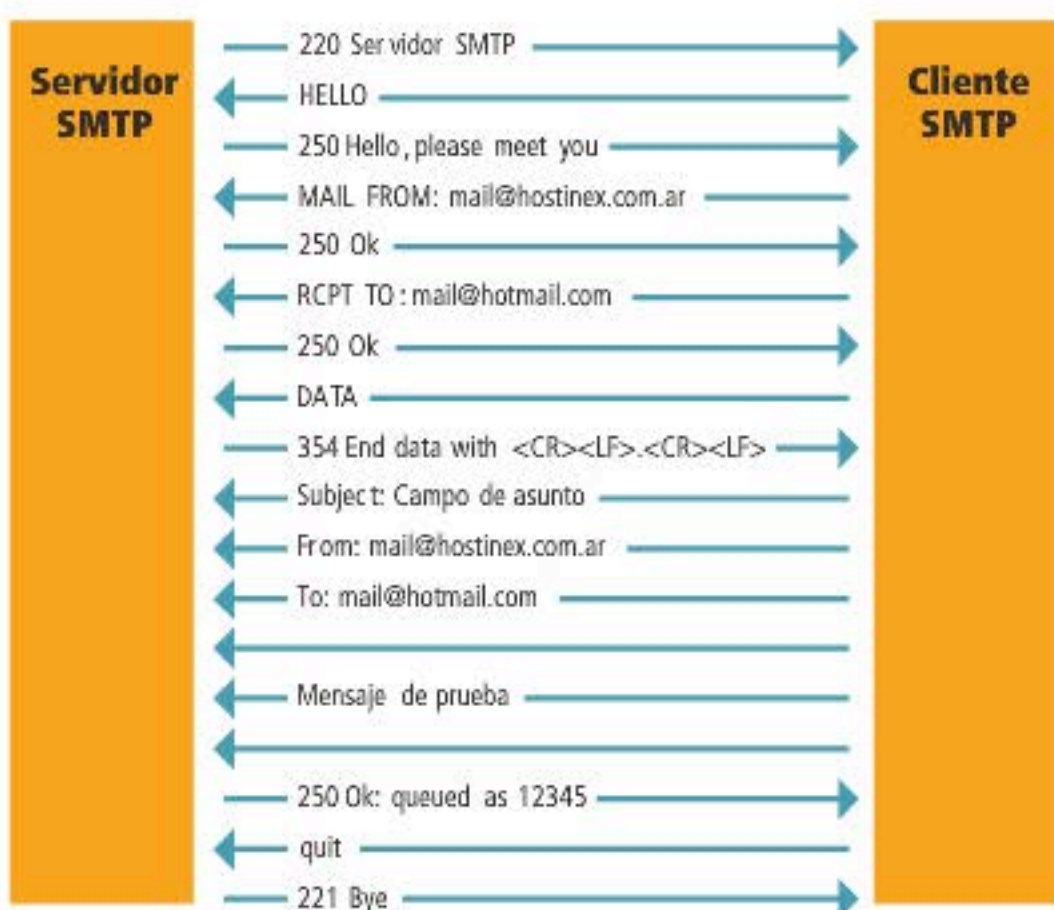 Servidor
SMTP
Cliente
SMTP
220 Servidor SMTP
HELLO
250 Hello, please meet you
MAIL FROM: mail@hostinex.com.ar
250 Ok
RCPT TO: mail@hotmail.com
250 Ok
DATA
354 End data with <CR><LF>.<CR><LF>
Subject: Campo de asunto
From: mail@hostinex.com.ar
To: mail@hotmail.com
Mensaje de prueba
250 Ok: queued as 12345
quit
221 Bye